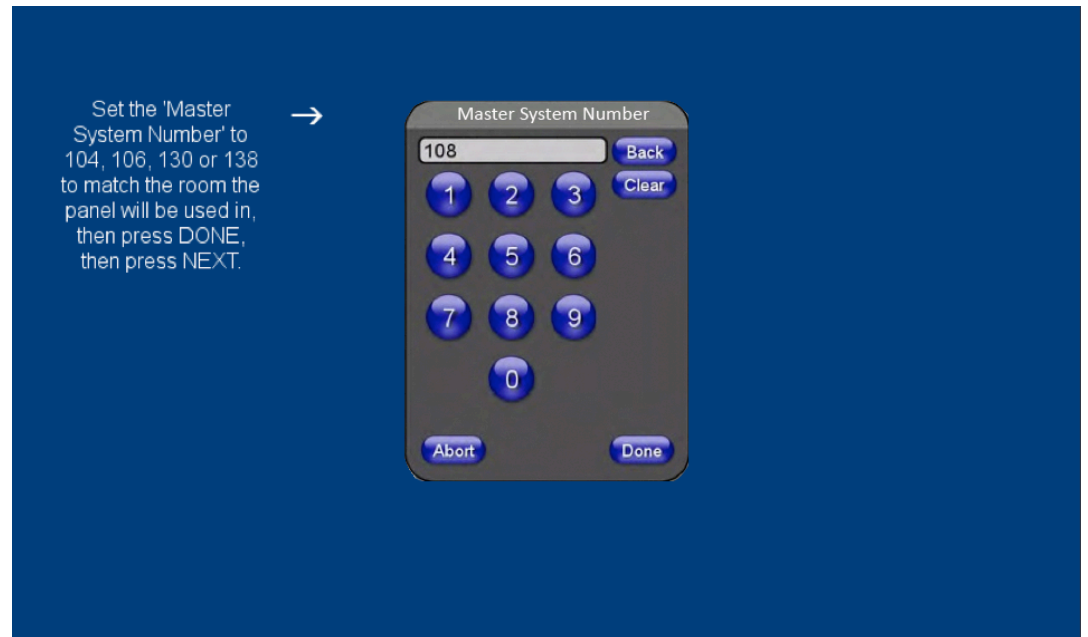 Set the 'Master
System Number' to
104, 106, 130 or 138
to match the room the
panel will be used in,
then press DONE,
then press NEXT.
→
Master System Number
108
Back
Clear
1 2 3
4 5 6
7 8 9
0
Abort
Done